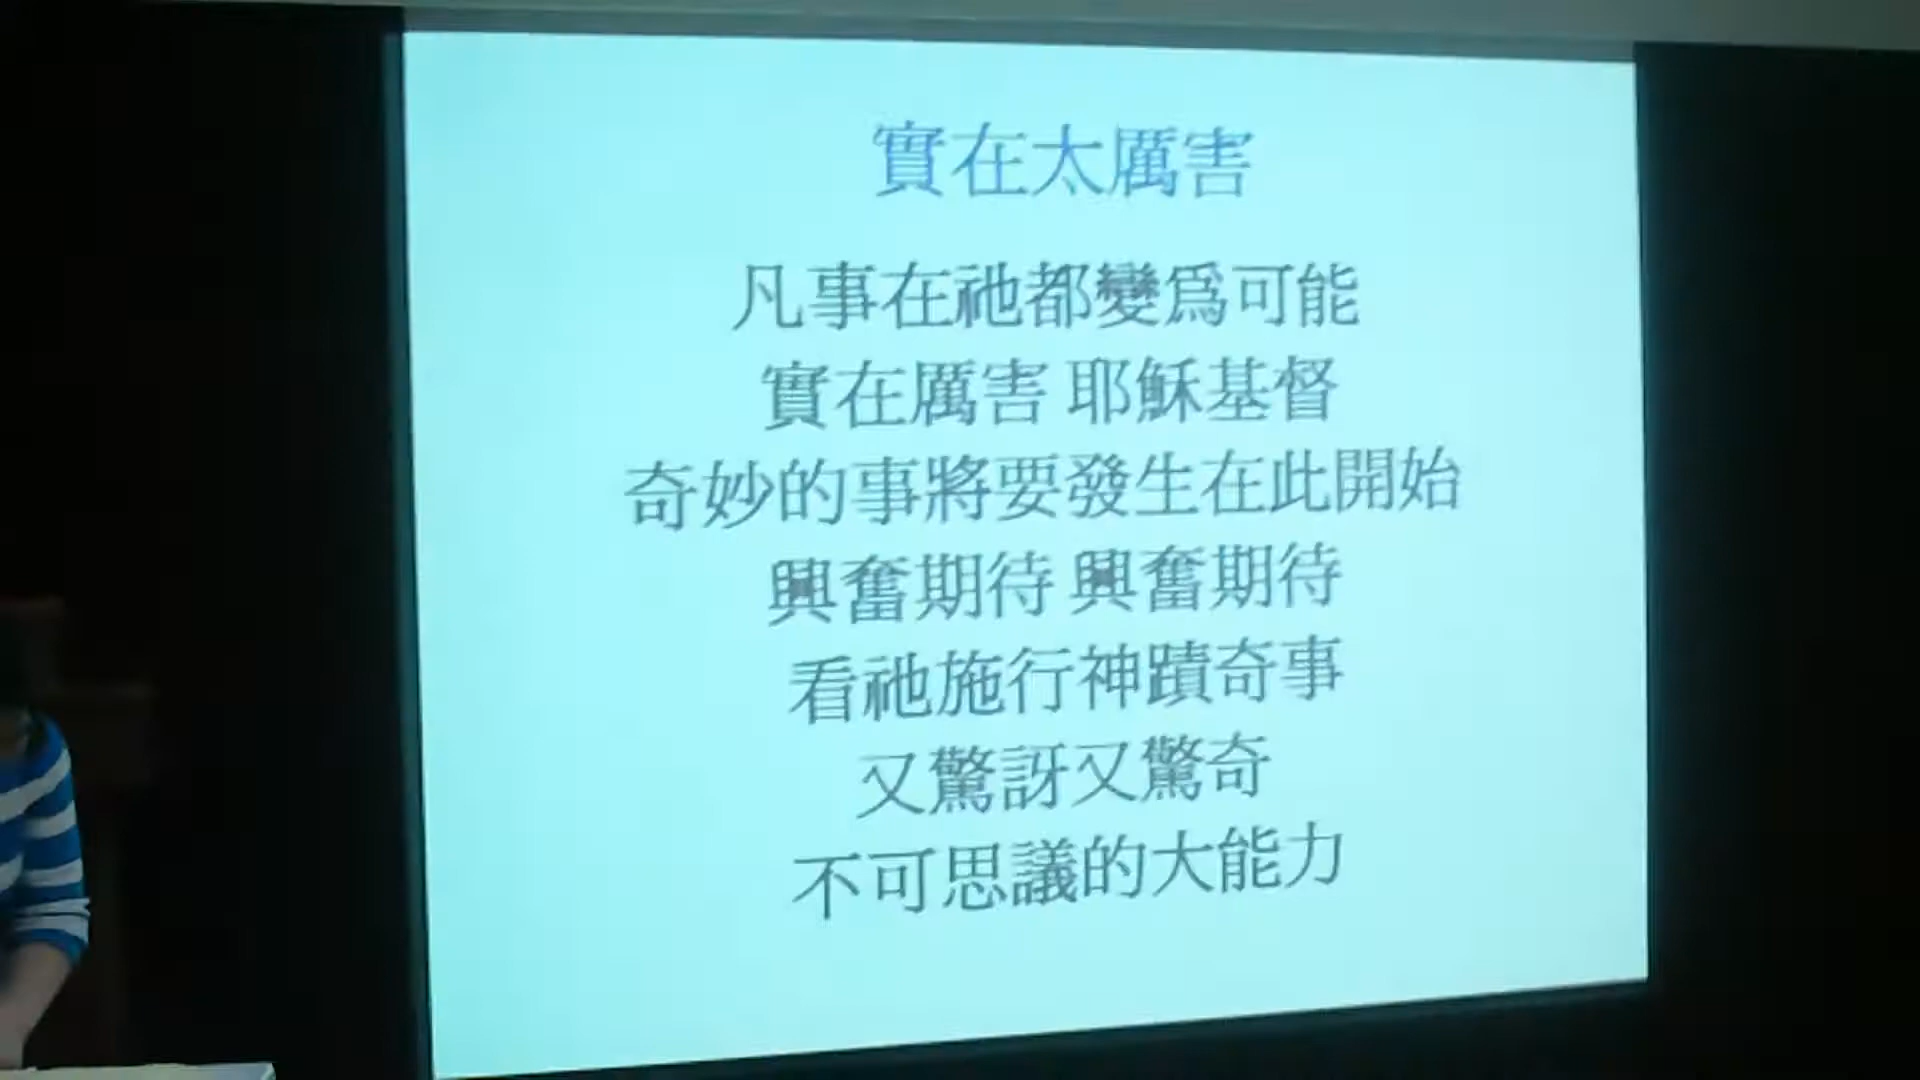 實在太厲害
凡事在祂都變爲可能
實在厲害 耶穌基督
奇妙的事將要發生在此開始
興奮期待 興奮期待
看祂施行神蹟奇事
又驚訝又驚奇
不可思議的大能力